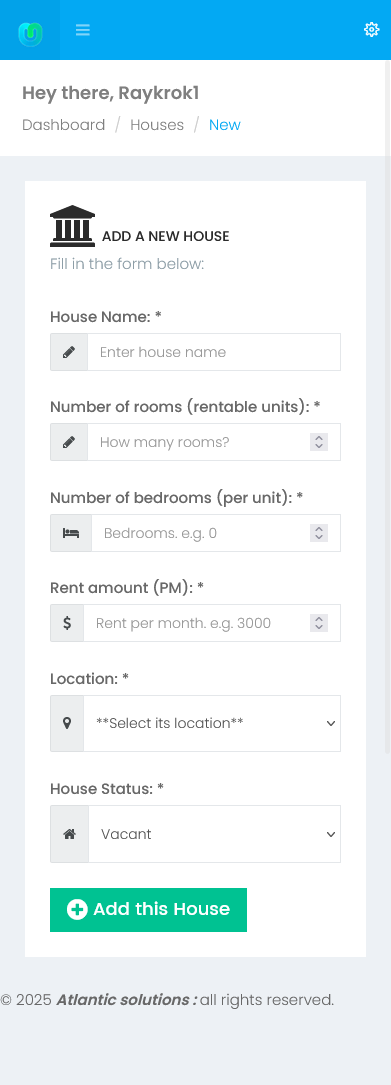 Hey there, Raykrok1
Dashboard / Houses / New
ADD A NEW HOUSE
Fill in the form below:
House Name: *
Enter house name
Number of rooms (rentable units): *
How many rooms?
Number of bedrooms (per unit): *
Bedrooms. e.g. 0
Rent amount (PM): *
$ Rent per month. e.g. 3000
Location: *
**Select its location**
House Status: *
Vacant
Add this House
© 2025 Atlantic solutions : all rights reserved.